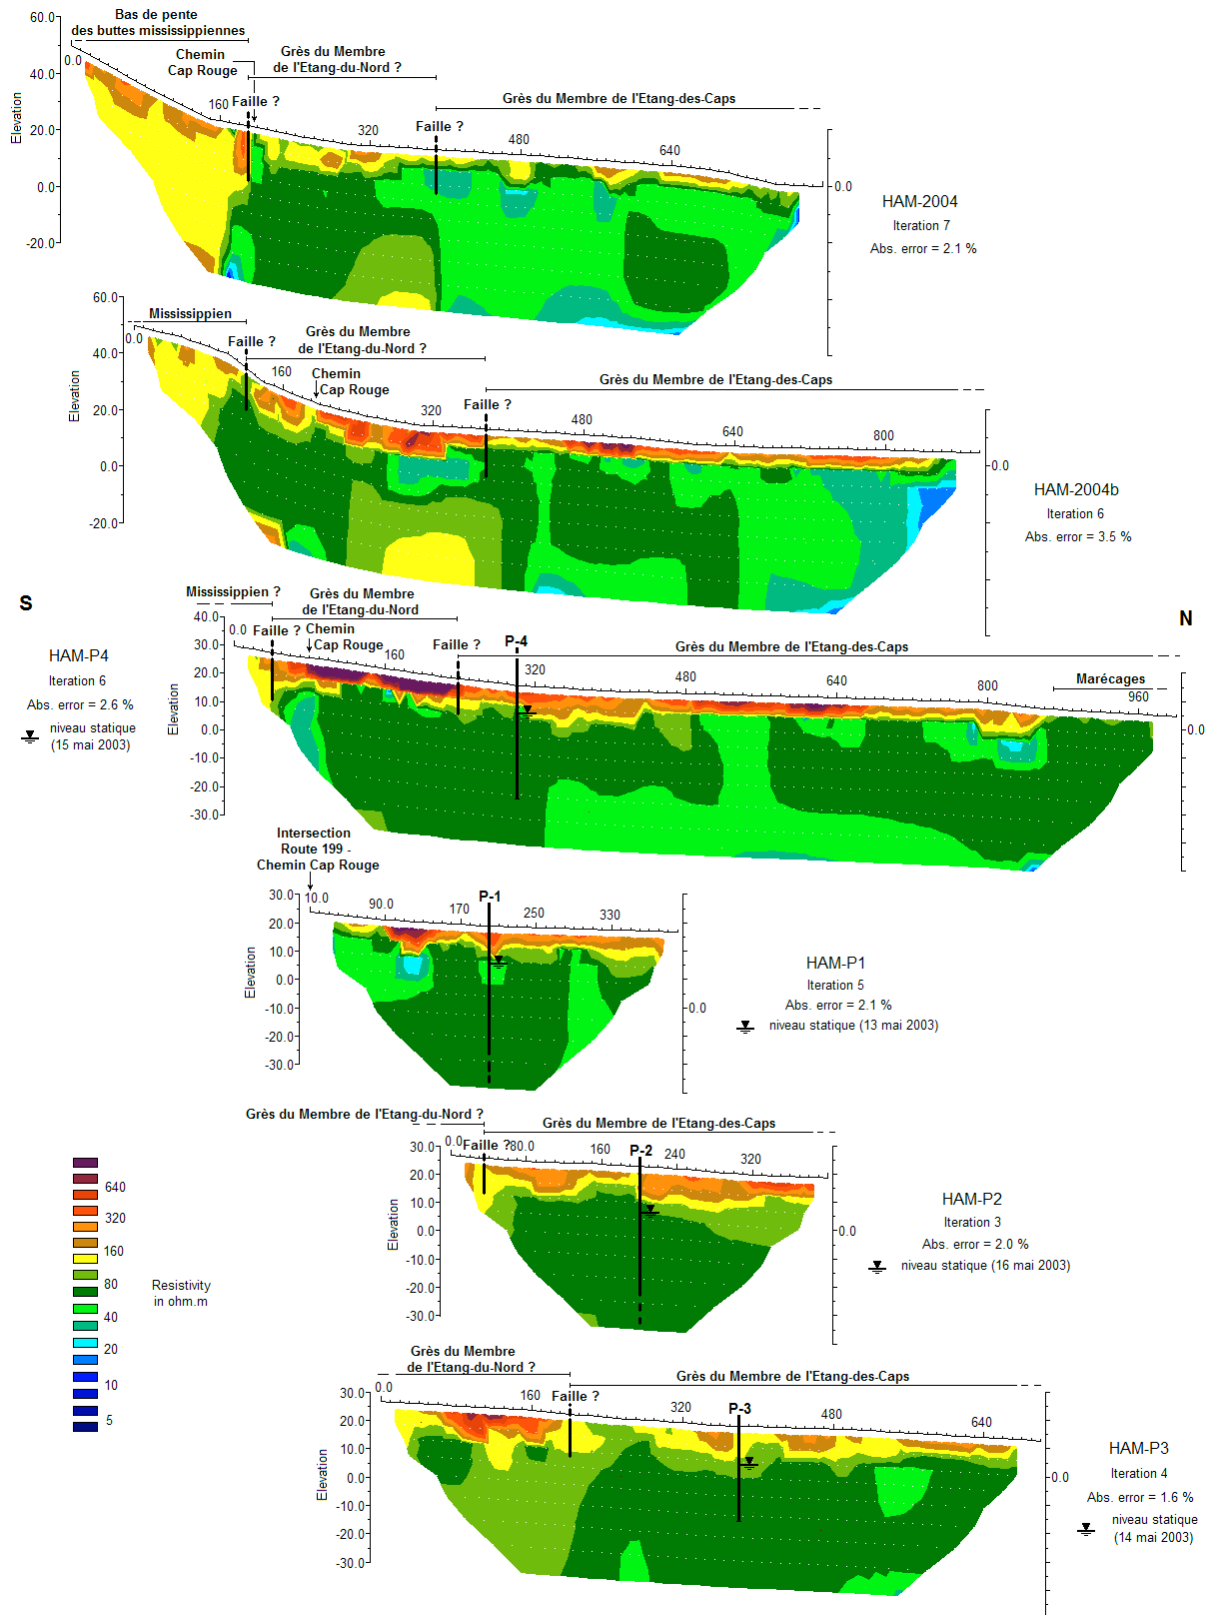 Bas de pente
des buttes mississippiennes
Chemin
Cap Rouge
Grès du Membre
de l'Etang-du-Nord ?
Grès du Membre de l'Etang-des-Caps
Faille ?
Faille ?
60.0
40.0
20.0
0.0
-20.0
Elevation
0.0
160
320
480
640
0.0
HAM-2004
Iteration 7
Abs. error = 2.1 %
Mississippien
Faille ?
Grès du Membre
de l'Etang-du-Nord ?
Chemin
Cap Rouge
Grès du Membre de l'Etang-des-Caps
Faille ?
60.0
40.0
20.0
0.0
-20.0
Elevation
0.0
160
320
480
640
800
0.0
HAM-2004b
Iteration 6
Abs. error = 3.5 %
S
N
Mississippien ?
Grès du Membre
de l'Etang-du-Nord
Faille ?
Chemin
Cap Rouge
Faille ?
P-4
Grès du Membre de l'Etang-des-Caps
Marécages
HAM-P4
Iteration 6
Abs. error = 2.6 %
niveau statique
(15 mai 2003)
40.0
30.0
20.0
10.0
0.0
-10.0
-20.0
-30.0
Elevation
0.0
160
320
480
640
800
960
0.0
Intersection
Route 199 -
Chemin Cap Rouge
P-1
30.0
20.0
10.0
0.0
-10.0
-20.0
-30.0
Elevation
10.0
90.0
170
250
330
0.0
HAM-P1
Iteration 5
Abs. error = 2.1 %
niveau statique (13 mai 2003)
Grès du Membre de l'Etang-du-Nord ?
Grès du Membre de l'Etang-des-Caps
Faille ?
P-2
30.0
20.0
10.0
0.0
-10.0
-20.0
-30.0
Elevation
0.0
80.0
160
240
320
0.0
HAM-P2
Iteration 3
Abs. error = 2.0 %
niveau statique (16 mai 2003)
640
320
160
80
40
20
10
5
Resistivity
in ohm.m
Grès du Membre
de l'Etang-du-Nord ?
Grès du Membre de l'Etang-des-Caps
Faille ?
P-3
30.0
20.0
10.0
0.0
-10.0
-20.0
-30.0
Elevation
0.0
160
320
480
640
0.0
HAM-P3
Iteration 4
Abs. error = 1.6 %
niveau statique
(14 mai 2003)